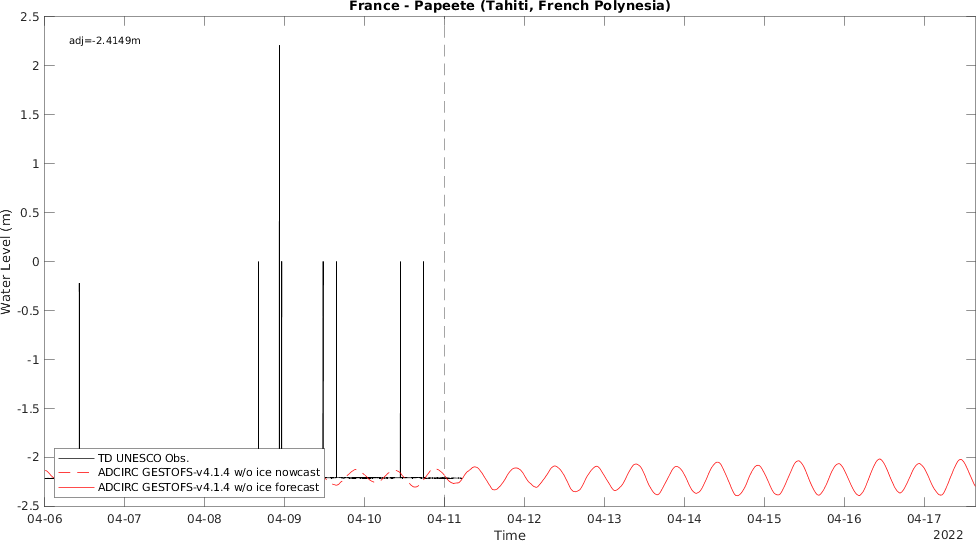 France - Papeete (Tahiti, French Polynesia)
2.5
adj=-2.4149m
2
1.5
1
0.5
0
-0.5
-1
-1.5
-2
-2.5
Water Level (m)
TD UNESCO Obs.
ADCIRC GESTOFS-v4.1.4 w/o ice nowcast
ADCIRC GESTOFS-v4.1.4 w/o ice forecast
04-06 04-07 04-08 04-09 04-10 04-11 04-12 04-13 04-14 04-15 04-16 04-17
Time
2022